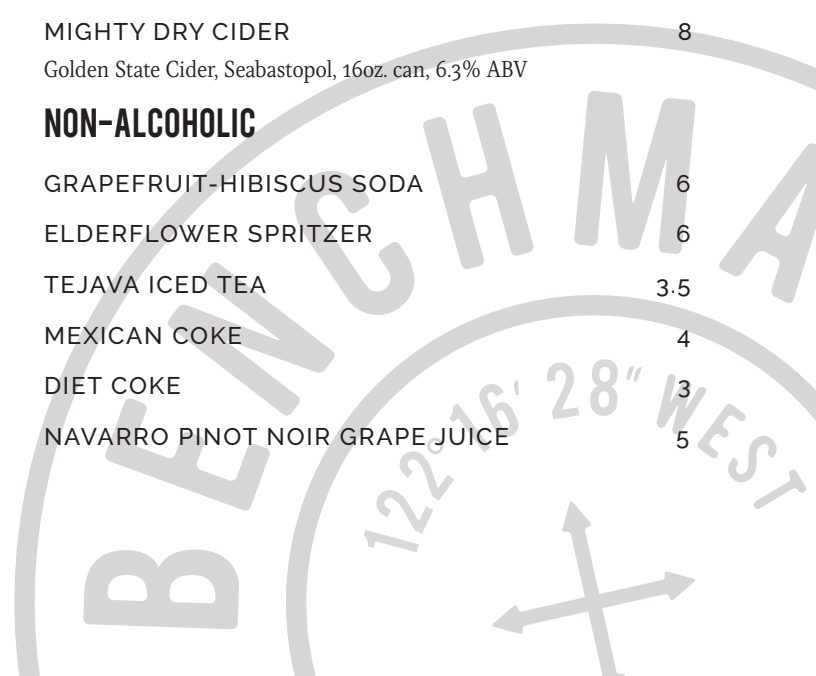 MIGHTY DRY CIDER 8
Golden State Cider, Seabastopol, 16oz. can, 6.3% ABV
NON-ALCOHOLIC
GRAPEFRUIT-HIBISCUS SODA 6
ELDERFLOWER SPRITZER 6
TEJAVA ICED TEA 3.5
MEXICAN COKE 4
DIET COKE 3
NAVARRO PINOT NOIR GRAPE JUICE 5
BENCHMA
122° 16' 28" WEST